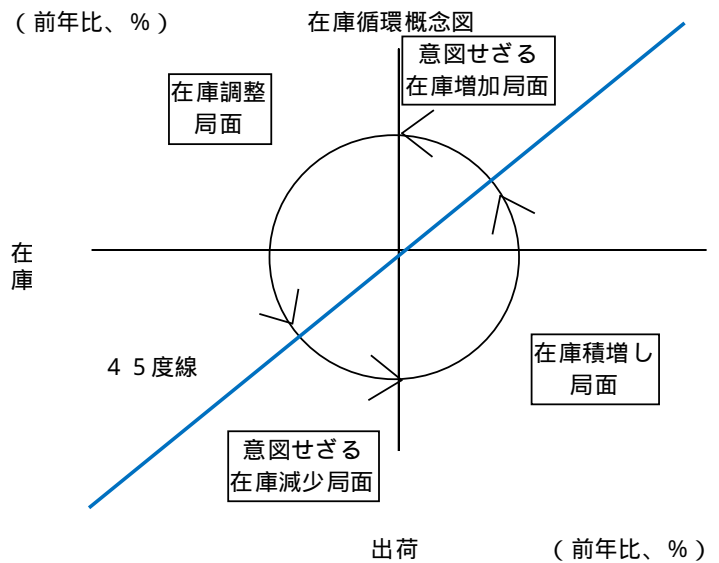 （前年比、％）
在庫循環概念図
意図せざる
在庫増加局面
在庫調整
局面
在
庫
４５度線
在庫積増し
局面
意図せざる
在庫減少局面
出荷
（前年比、％）